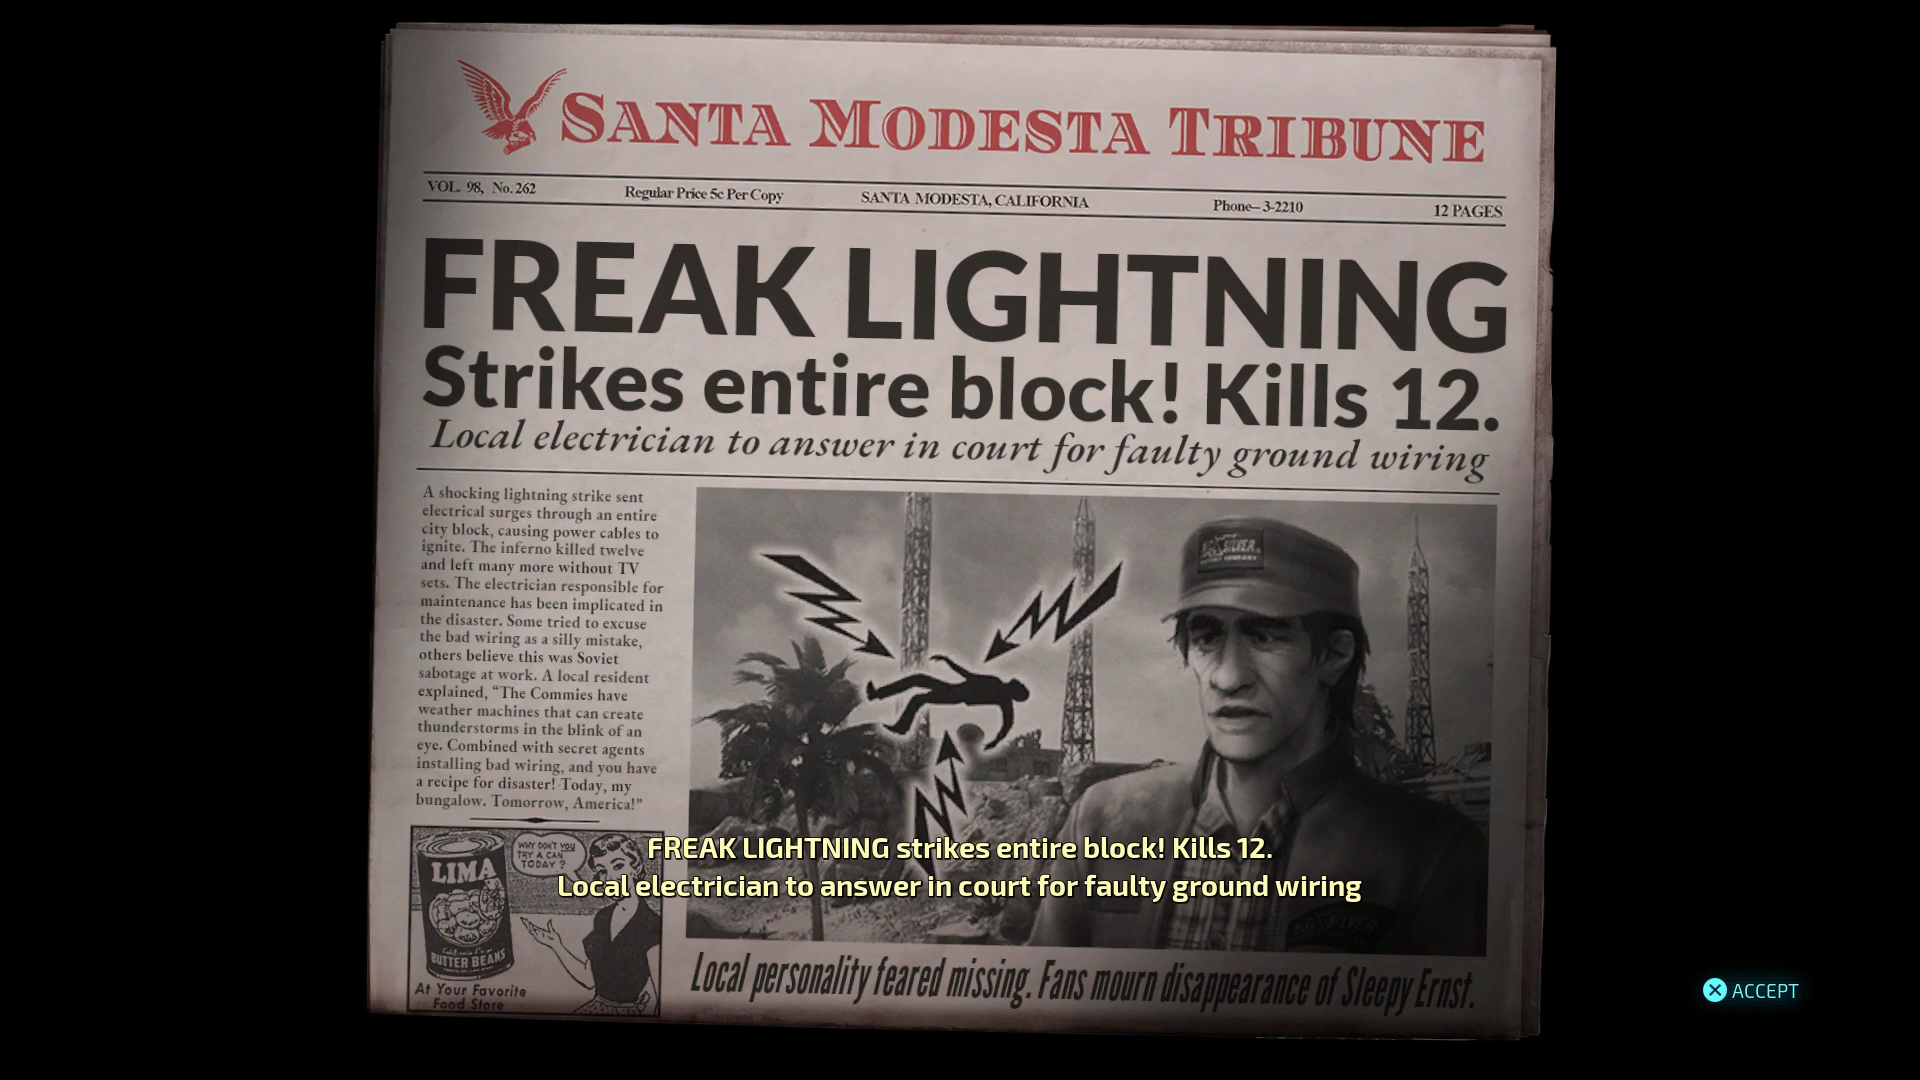 SANTA MODESTA TRIBUNE
VOL. 98, No. 262 Regular Price 5c Per Copy SANTA MODESTA, CALIFORNIA Phone–3-2210 12 PAGES
FREAK LIGHTNING
Strikes entire block! Kills 12.
Local electrician to answer in court for faulty ground wiring
A shocking lightning strike sent
electrical surges through an entire
city block, causing power cables to
ignite. The inferno killed twelve
and left many more without TV
sets. The electrician responsible for
maintenance has been implicated in
the disaster. Some tried to excuse
the bad wiring as a silly mistake,
others believe this was Soviet
sabotage at work. A local resident
explained, “The Commies have
weather machines that can create
thunderstorms in the blink of an
eye. Combined with secret agents
installing bad wiring, and you have
a recipe for disaster! Today, my
bungalow. Tomorrow, America!”
WHY DON'T YOU
TRY A CAN
TODAY?
LIMA
BUTTER BEANS
At Your Favorite
Food Store
SILVER
SILVER
FREAK LIGHTNING strikes entire block! Kills 12.
Local electrician to answer in court for faulty ground wiring
Local personality feared missing. Fans mourn disappearance of Sleepy Ernst.
ACCEPT